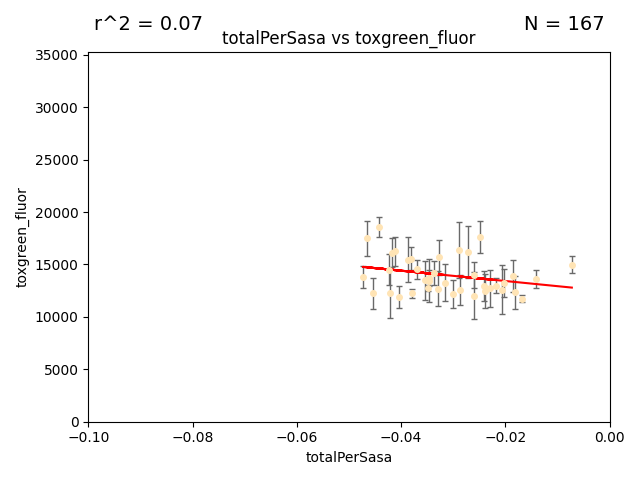 r^2 = 0.07
N = 167
totalPerSasa vs toxgreen_fluor
35000
30000
25000
20000
15000
10000
5000
0
toxgreen_fluor
−0.10
−0.08
−0.06
−0.04
−0.02
0.00
totalPerSasa